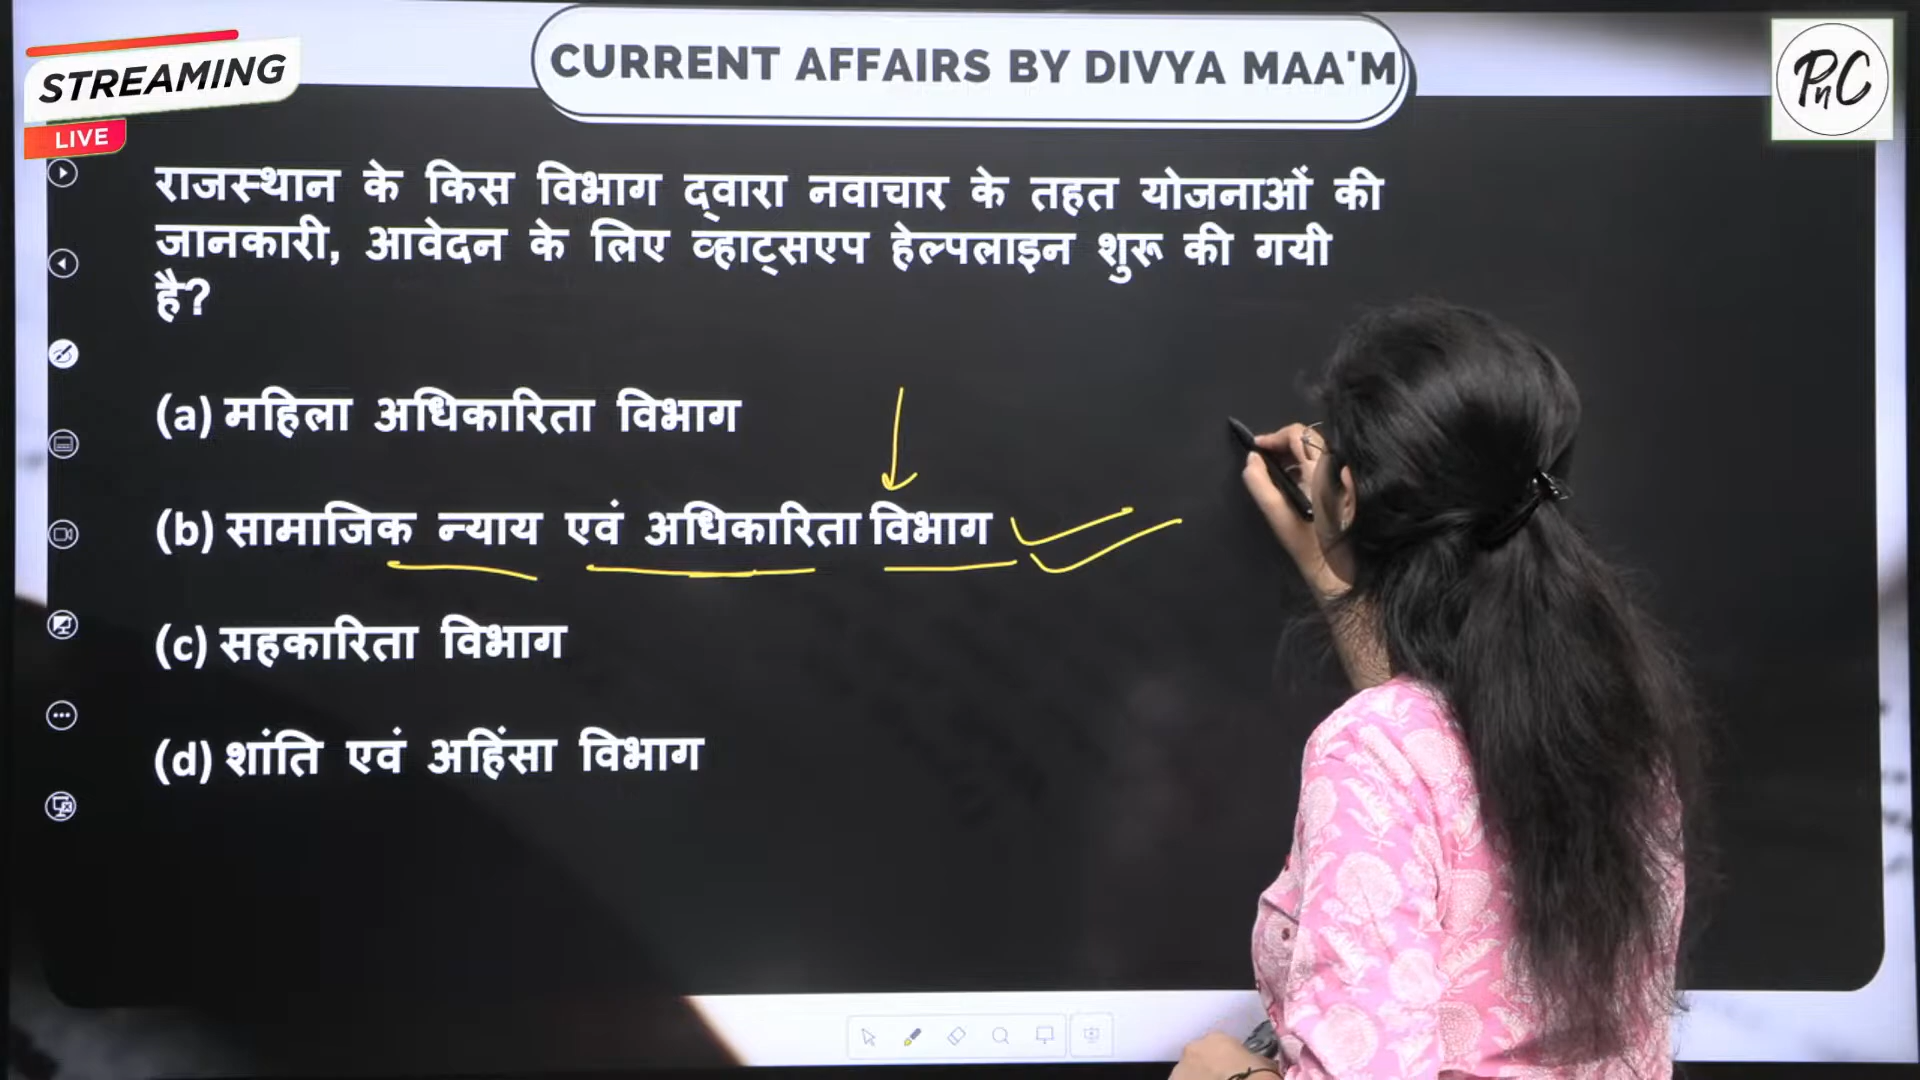 STREAMING
LIVE
CURRENT AFFAIRS BY DIVYA MAA'M
PnC
राजस्थान के किस विभाग द्वारा नवाचार के तहत योजनाओं की
जानकारी, आवेदन के लिए व्हाट्सएप हेल्पलाइन शुरू की गयी
है?
(a) महिला अधिकारिता विभाग
(b) सामाजिक न्याय एवं अधिकारिता विभाग
(c) सहकारिता विभाग
(d) शांति एवं अहिंसा विभाग